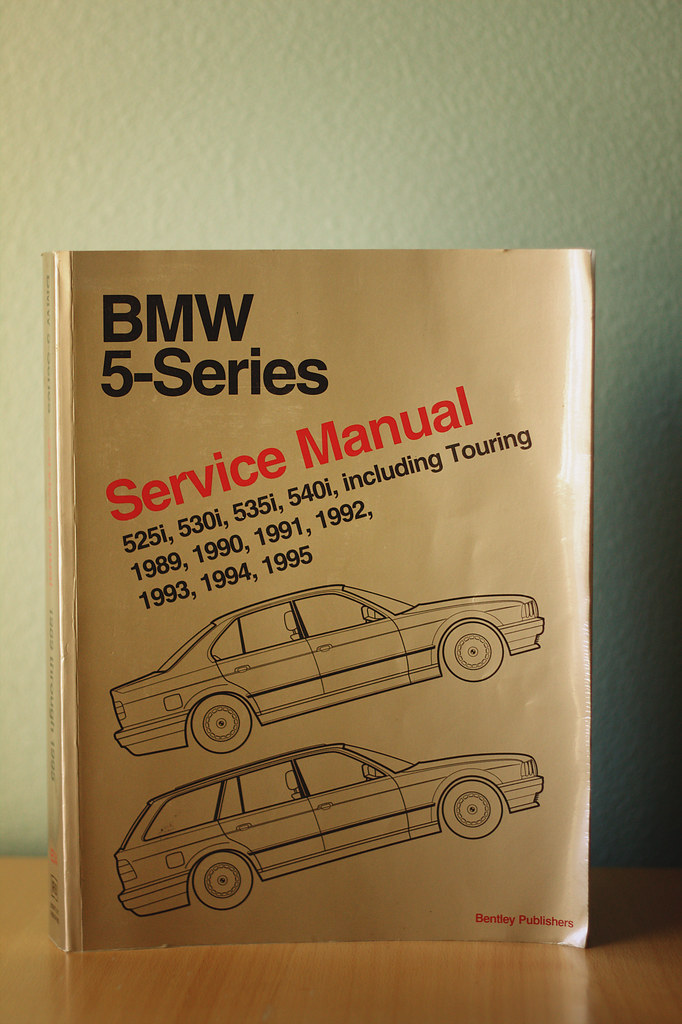 BMW
5-Series
Service Manual
525i, 530i, 535i, 540i, including Touring
1989, 1990, 1991, 1992,
1993, 1994, 1995
Bentley Publishers